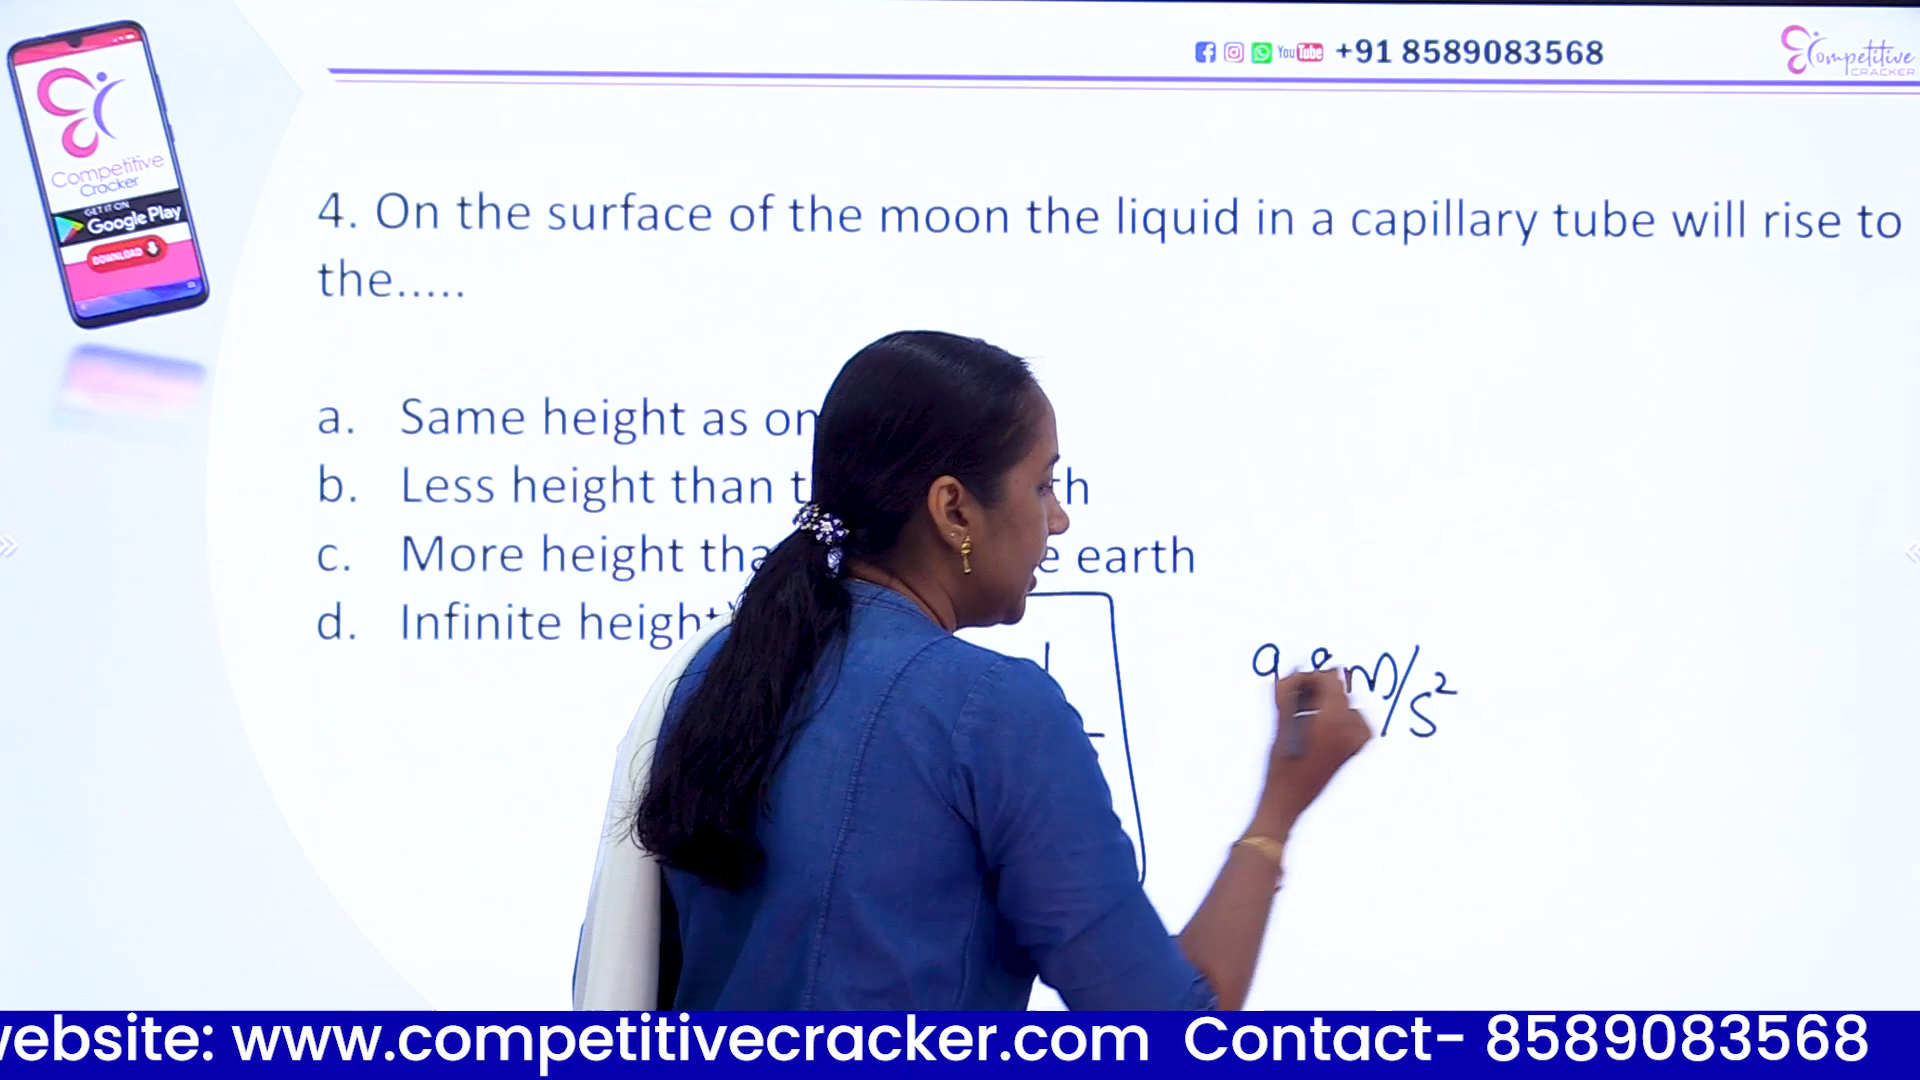 +91 8589083568
Competitive
CRACKER
Competitive
Cracker
GET IT ON
Google Play
DOWNLOAD
4. On the surface of the moon the liquid in a capillary tube will rise to
the.....
a. Same height as on
b. Less height than
c. More height earth
d. Infinite height
m/s²
website: www.competitivecracker.com Contact- 8589083568